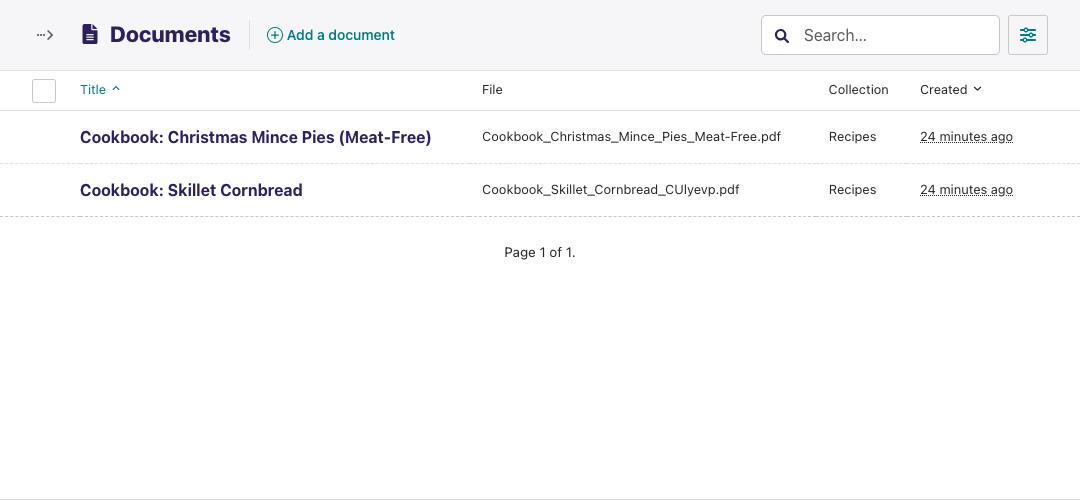 Documents
Add a document
Search...
Title File Collection Created
Cookbook: Christmas Mince Pies (Meat-Free) Cookbook_Christmas_Mince_Pies_Meat-Free.pdf Recipes 24 minutes ago
Cookbook: Skillet Cornbread Cookbook_Skillet_Cornbread_CUlyevp.pdf Recipes 24 minutes ago
Page 1 of 1.